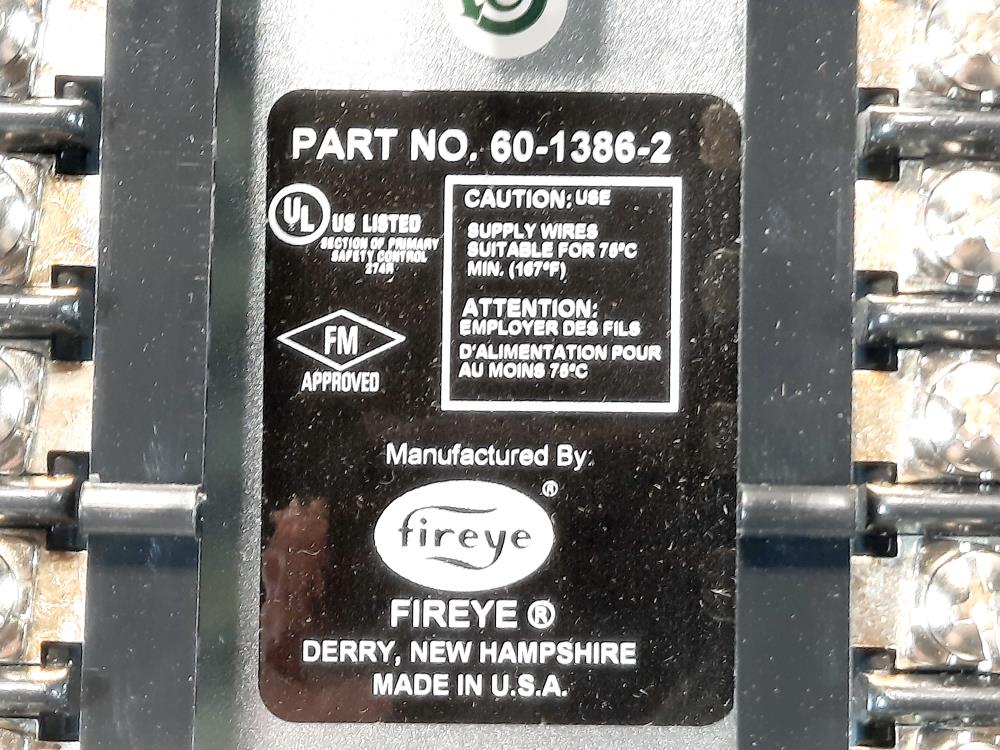 PART NO. 60-1386-2
UL US LISTED
SECTION OF PRIMARY
SAFETY CONTROL
274R
FM
APPROVED
CAUTION: USE
SUPPLY WIRES
SUITABLE FOR 75°C
MIN. (167°F)
ATTENTION:
EMPLOYER DES FILS
D'ALIMENTATION POUR
AU MOINS 75°C
Manufactured By:
fireye ®
FIREYE ®
DERRY, NEW HAMPSHIRE
MADE IN U.S.A.